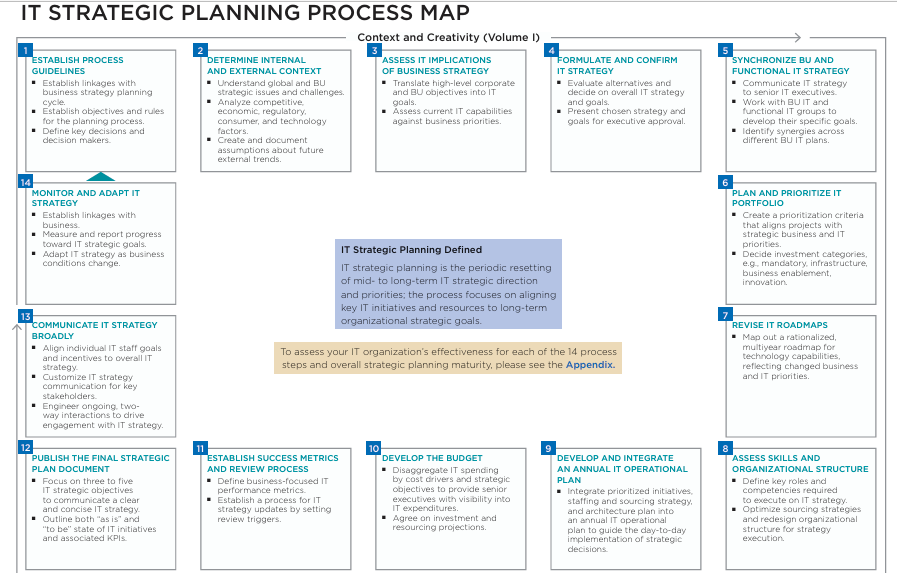 IT STRATEGIC PLANNING PROCESS MAP
Context and Creativity (Volume I)
1
ESTABLISH PROCESS
GUIDELINES
▪ Establish linkages with
business strategy planning
cycle.
▪ Establish objectives and rules
for the planning process.
▪ Define key decisions and
decision makers.
2
DETERMINE INTERNAL
AND EXTERNAL CONTEXT
▪ Understand global and BU
strategic issues and challenges.
▪ Analyze competitive,
economic, regulatory,
consumer, and technology
factors.
▪ Create and document
assumptions about future
external trends.
3
ASSESS IT IMPLICATIONS
OF BUSINESS STRATEGY
▪ Translate high-level corporate
and BU objectives into IT
goals.
▪ Assess current IT capabilities
against business priorities.
4
FORMULATE AND CONFIRM
IT STRATEGY
▪ Evaluate alternatives and
decide on overall IT strategy
and goals.
▪ Present chosen strategy and
goals for executive approval.
5
SYNCHRONIZE BU AND
FUNCTIONAL IT STRATEGY
▪ Communicate IT strategy
to senior IT executives.
▪ Work with BU IT and
functional IT groups to
develop their specific goals.
▪ Identify synergies across
different BU IT plans.
14
MONITOR AND ADAPT IT
STRATEGY
▪ Establish linkages with
business.
▪ Measure and report progress
toward IT strategic goals.
▪ Adapt IT strategy as business
conditions change.
6
PLAN AND PRIORITIZE IT
PORTFOLIO
▪ Create a prioritization criteria
that aligns projects with
strategic business and IT
priorities.
▪ Decide investment categories,
e.g., mandatory, infrastructure,
business enablement,
innovation.
IT Strategic Planning Defined
IT strategic planning is the periodic resetting
of mid- to long-term IT strategic direction
and priorities; the process focuses on aligning
key IT initiatives and resources to long-term
organizational strategic goals.
To assess your IT organization's effectiveness for each of the 14 process
steps and overall strategic planning maturity, please see the Appendix.
13
COMMUNICATE IT STRATEGY
BROADLY
▪ Align individual IT staff goals
and incentives to overall IT
strategy.
▪ Customize IT strategy
communication for key
stakeholders.
▪ Engineer ongoing, two-
way interactions to drive
engagement with IT strategy.
7
REVISE IT ROADMAPS
▪ Map out a rationalized,
multiyear roadmap for
technology capabilities,
reflecting changed business
and IT priorities.
12
PUBLISH THE FINAL STRATEGIC
PLAN DOCUMENT
▪ Focus on three to five
IT strategic objectives
to communicate a clear
and concise IT strategy.
▪ Outline both "as is" and
"to be" state of IT initiatives
and associated KPIs.
11
ESTABLISH SUCCESS METRICS
AND REVIEW PROCESS
▪ Define business-focused IT
performance metrics.
▪ Establish a process for IT
strategy updates by setting
review triggers.
10
DEVELOP THE BUDGET
▪ Disaggregate IT spending
by cost drivers and strategic
objectives to provide senior
executives with visibility into
IT expenditures.
▪ Agree on investment and
resourcing projections.
9
DEVELOP AND INTEGRATE
AN ANNUAL IT OPERATIONAL
PLAN
▪ Integrate prioritized initiatives,
staffing and sourcing strategy,
and architecture plan into
an annual IT operational
plan to guide the day-to-day
implementation of strategic
decisions.
8
ASSESS SKILLS AND
ORGANIZATIONAL STRUCTURE
▪ Define key roles and
competencies required
to execute on IT strategy.
▪ Optimize sourcing strategies
and redesign organizational
structure for strategy
execution.